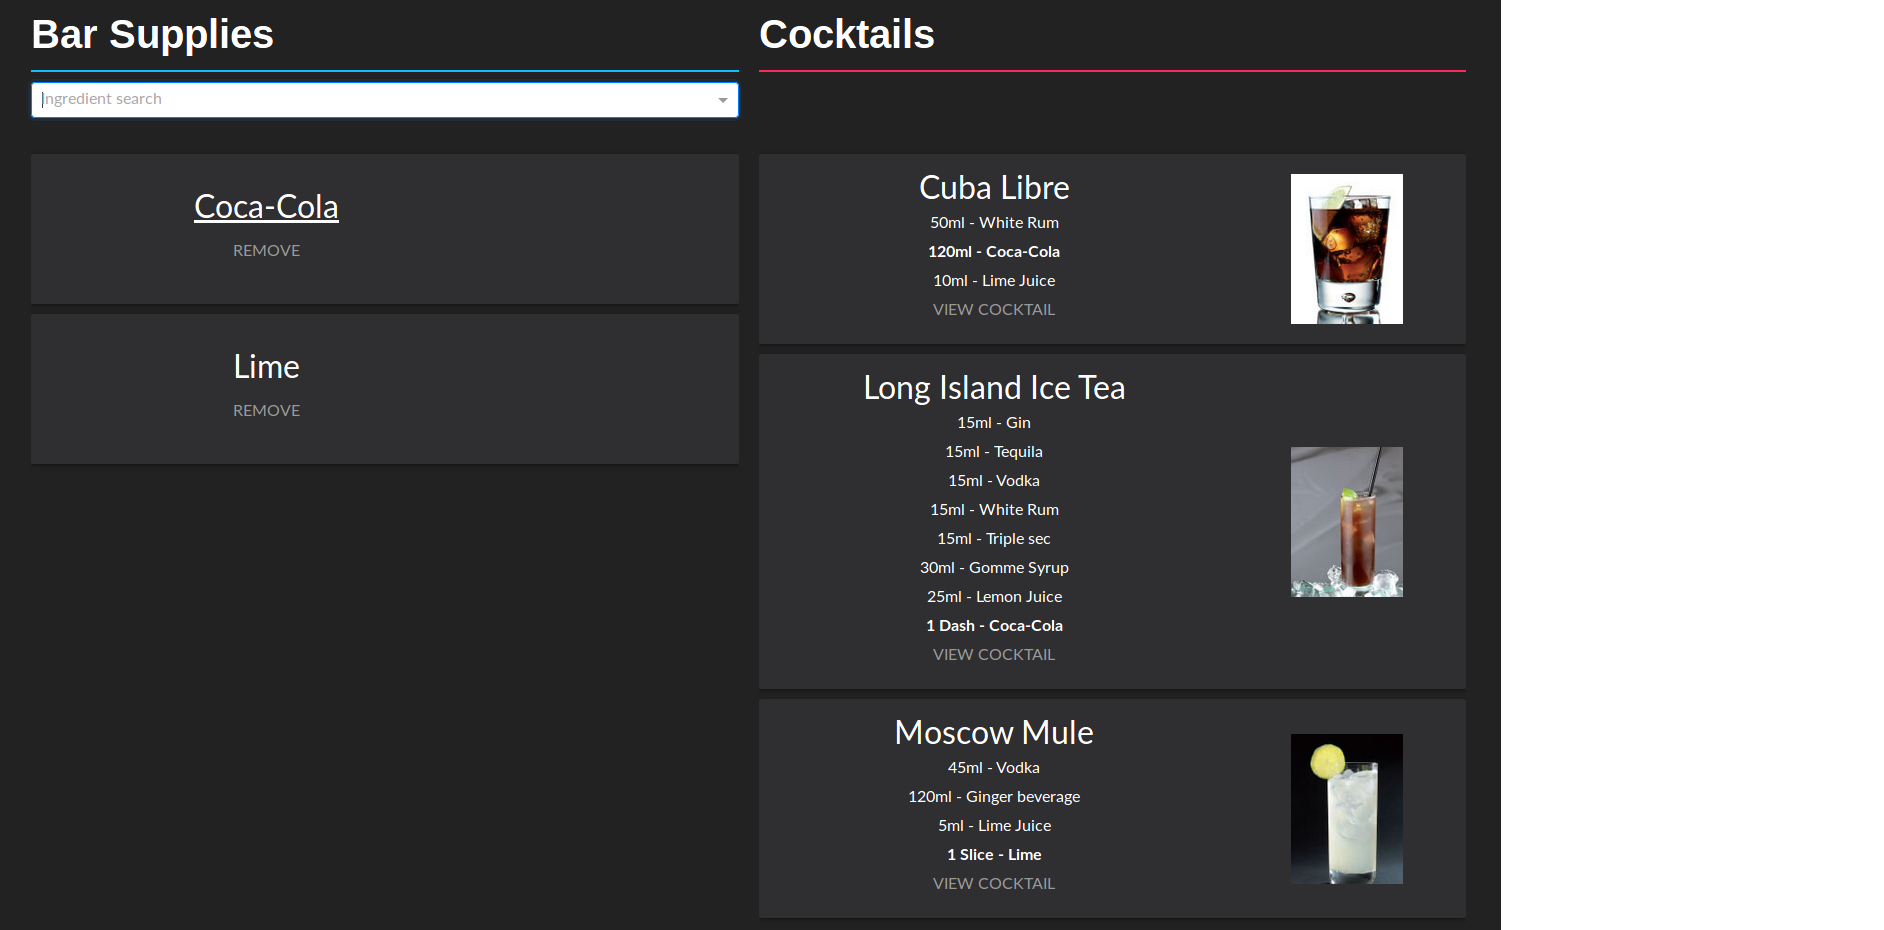 Bar Supplies
Ingredient search
Coca-Cola
REMOVE
Lime
REMOVE
Cocktails
Cuba Libre
50ml - White Rum
120ml - Coca-Cola
10ml - Lime Juice
VIEW COCKTAIL
Long Island Ice Tea
15ml - Gin
15ml - Tequila
15ml - Vodka
15ml - White Rum
15ml - Triple sec
30ml - Gomme Syrup
25ml - Lemon Juice
1 Dash - Coca-Cola
VIEW COCKTAIL
Moscow Mule
45ml - Vodka
120ml - Ginger beverage
5ml - Lime Juice
1 Slice - Lime
VIEW COCKTAIL